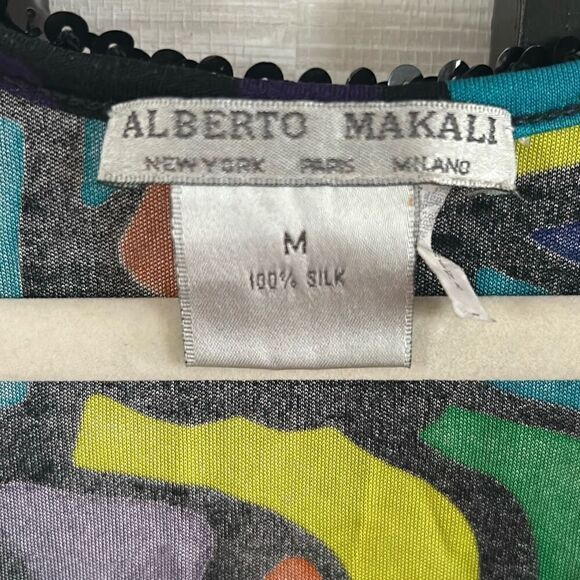 ALBERTO MAKALI
NEW YORK PARIS MILANO
M
100% SILK